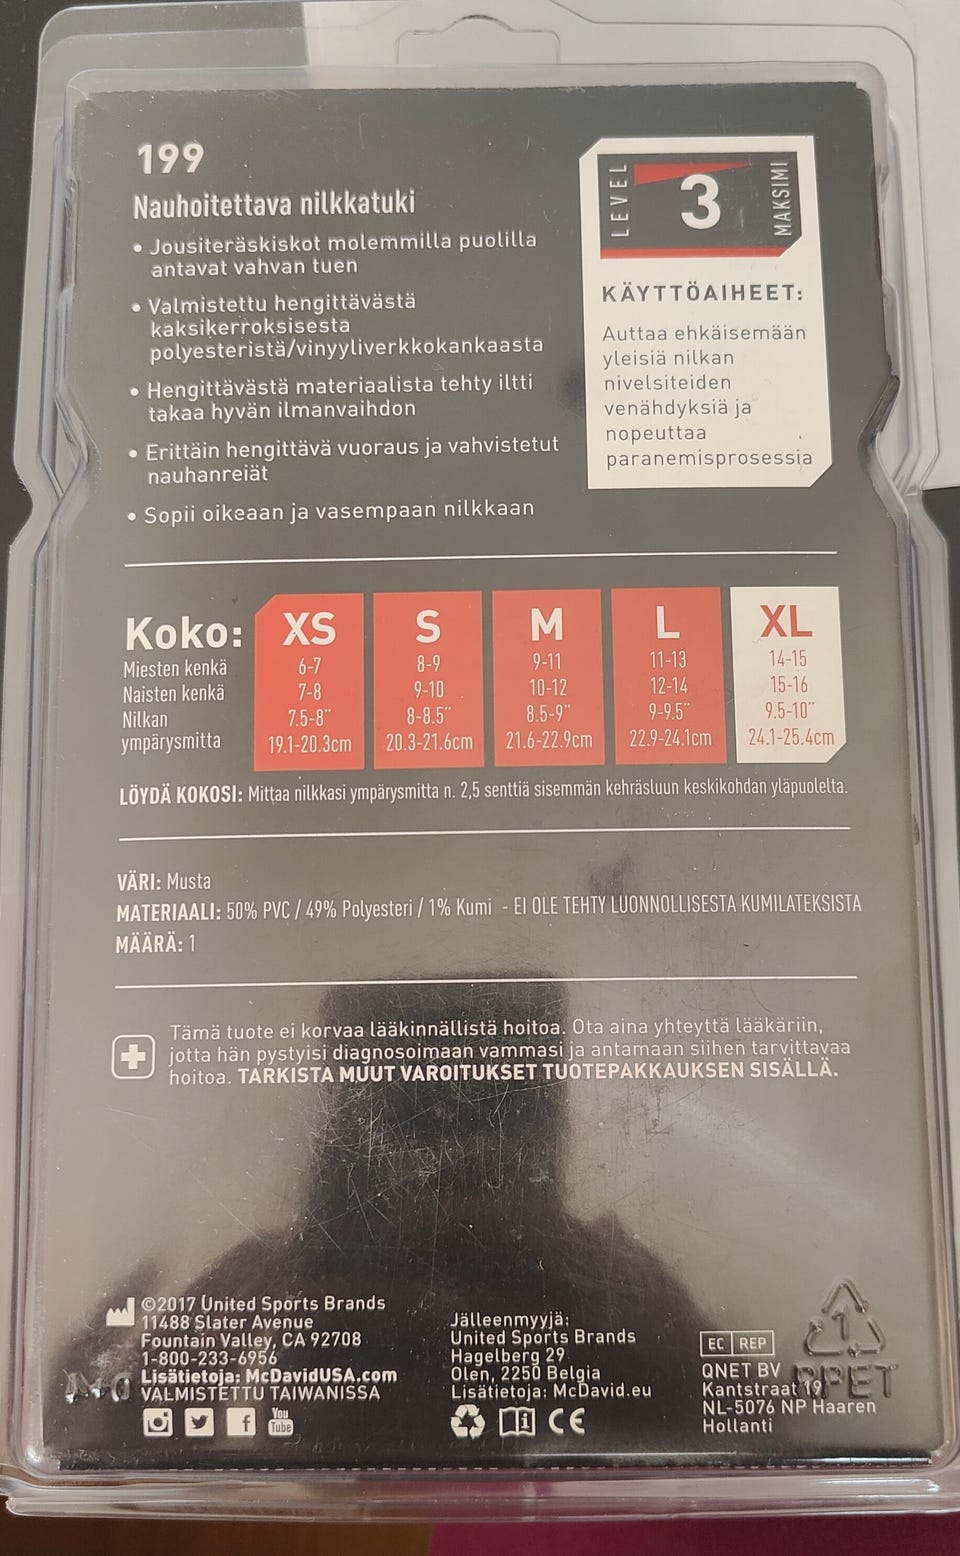 199
Nauhoitettava nilkkatuki
• Jousiteräskiskot molemmilla puolilla
antavat vahvan tuen
• Valmistettu hengittävästä
kaksikerroksisesta
polyesteristä/vinyyliverkkokankaasta
• Hengittävästä materiaalista tehty iltti
takaa hyvän ilmanvaihdon
• Erittäin hengittävä vuoraus ja vahvistetut
nauhanreiät
• Sopii oikeaan ja vasempaan nilkkaan
LEVEL 3 MAKSIMI
KÄYTTÖAIHEET:
Auttaa ehkäisemään
yleisiä nilkan
nivelsiteiden
venähdyksiä ja
nopeuttaa
paranemisprosessia
Koko: XS S M L XL
Miesten kenkä 6-7 8-9 9-11 11-13 14-15
Naisten kenkä 7-8 9-10 10-12 12-14 15-16
Nilkan 7.5-8" 8-8.5" 8.5-9" 9-9.5" 9.5-10"
ympärysmitta 19.1-20.3cm 20.3-21.6cm 21.6-22.9cm 22.9-24.1cm 24.1-25.4cm
LÖYDÄ KOKOSI: Mittaa nilkkasi ympärysmitta n. 2,5 senttiä sisemmän kehräsluun keskikohdan yläpuolelta.
VÄRI: Musta
MATERIAALI: 50% PVC / 49% Polyesteri / 1% Kumi - EI OLE TEHTY LUONNOLLISESTA KUMILATEKSISTA
MÄÄRÄ: 1
Tämä tuote ei korvaa lääkinnällistä hoitoa. Ota aina yhteyttä lääkäriin,
jotta hän pystyisi diagnosoimaan vammasi ja antamaan siihen tarvittavaa
hoitoa. TARKISTA MUUT VAROITUKSET TUOTEPAKKAUKSEN SISÄLLÄ.
©2017 United Sports Brands
11488 Slater Avenue
Fountain Valley, CA 92708
1-800-233-6956
Lisätietoja: McDavidUSA.com
VALMISTETTU TAIWANISSA
You
Tube
Jälleenmyyjä:
United Sports Brands
Hagelberg 29
Olen, 2250 Belgia
Lisätietoja: McDavid.eu
CE
EC REP
QNET BV
Kantstraat 19
NL-5076 NP Haaren
Hollanti
1
RPET